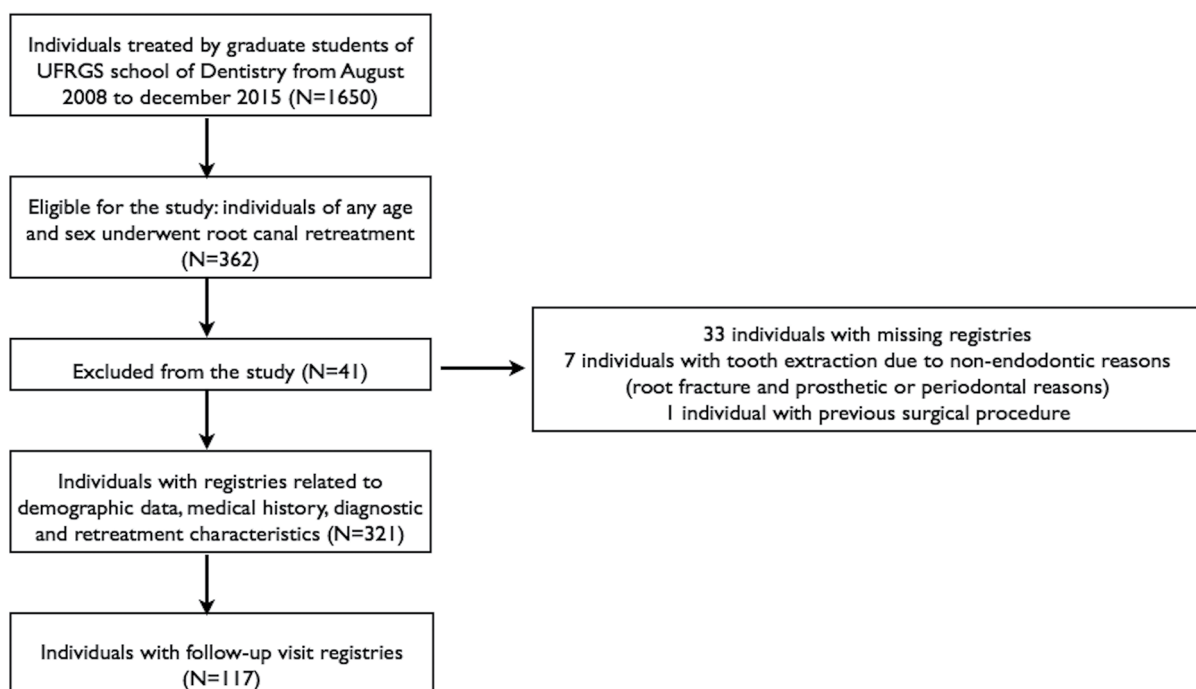 Individuals treated by graduate students of
UFRGS school of Dentistry from August
2008 to december 2015 (N=1650)
Eligible for the study: individuals of any age
and sex underwent root canal retreatment
(N=362)
Excluded from the study (N=41)
33 individuals with missing registries
7 individuals with tooth extraction due to non-endodontic reasons
(root fracture and prosthetic or periodontal reasons)
1 individual with previous surgical procedure
Individuals with registries related to
demographic data, medical history, diagnostic
and retreatment characteristics (N=321)
Individuals with follow-up visit registries
(N=117)